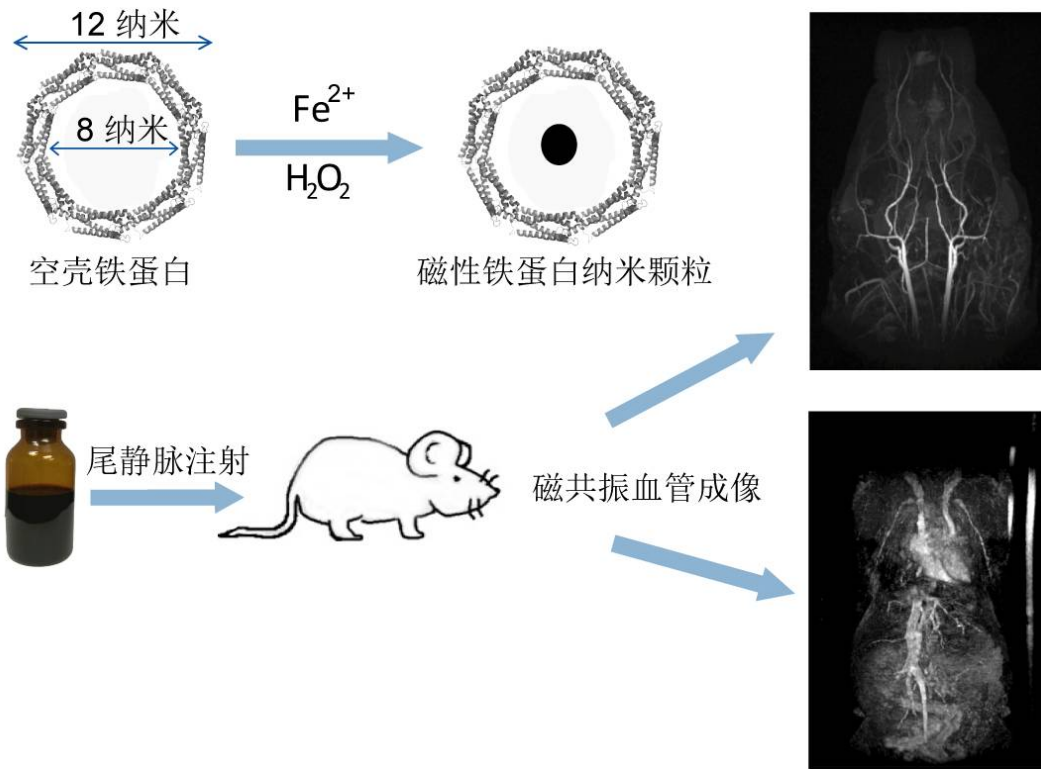 12 纳米
8 纳米
Fe²⁺
H₂O₂
空壳铁蛋白
磁性铁蛋白纳米颗粒
尾静脉注射
磁共振血管成像